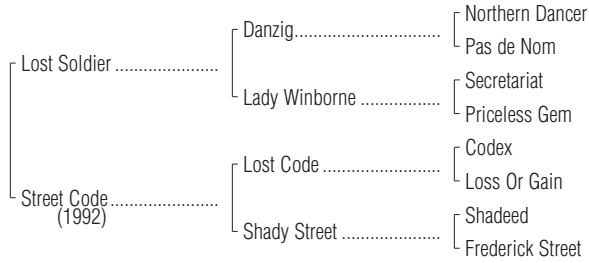 Northern Dancer
Danzig......................................
Pas de Nom
Lost Soldier ......................
Secretariat
Lady Winborne .................
Priceless Gem
Codex
Lost Code .........................
Loss Or Gain
Street Code.......................
(1992)
Shadeed
Shady Street .....................
Frederick Street